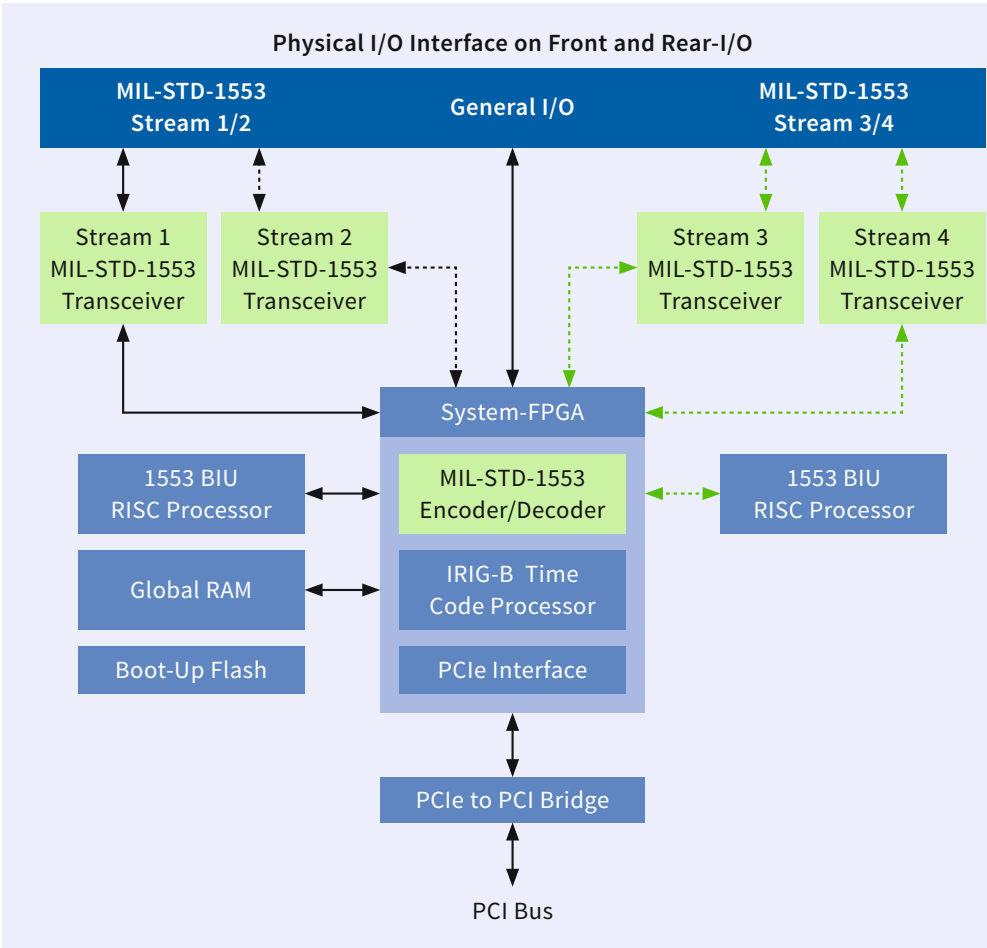 Physical I/O Interface on Front and Rear-I/O
MIL-STD-1553
Stream 1/2
General I/O
MIL-STD-1553
Stream 3/4
Stream 1
MIL-STD-1553
Transceiver
Stream 2
MIL-STD-1553
Transceiver
Stream 3
MIL-STD-1553
Transceiver
Stream 4
MIL-STD-1553
Transceiver
System-FPGA
1553 BIU
RISC Processor
MIL-STD-1553
Encoder/Decoder
1553 BIU
RISC Processor
Global RAM
IRIG-B Time
Code Processor
Boot-Up Flash
PCIe Interface
PCIe to PCI Bridge
PCI Bus